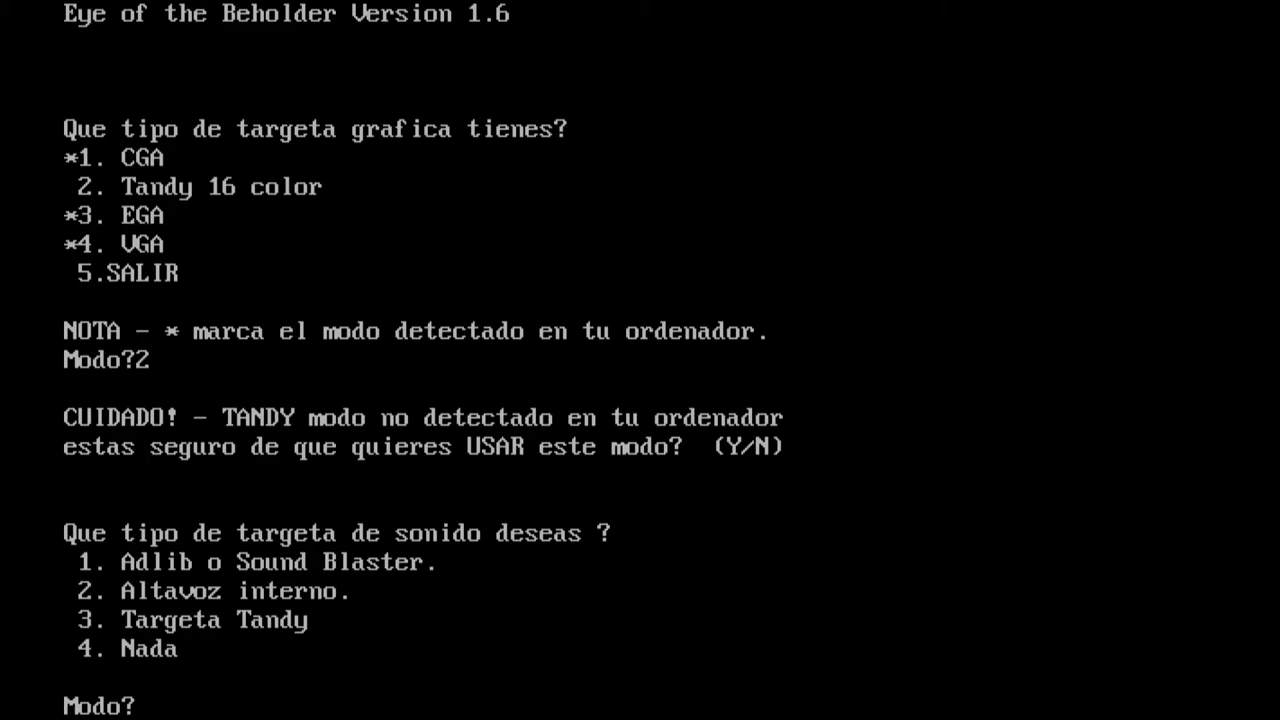 Eye of the Beholder Version 1.6
Que tipo de targeta grafica tienes?
*1. CGA
2. Tandy 16 color
*3. EGA
*4. VGA
5.SALIR
NOTA - * marca el modo detectado en tu ordenador.
Modo?2
CUIDADO! - TANDY modo no detectado en tu ordenador
estas seguro de que quieres USAR este modo?  (Y/N)
Que tipo de targeta de sonido deseas ?
1. Adlib o Sound Blaster.
2. Altavoz interno.
3. Targeta Tandy
4. Nada
Modo?